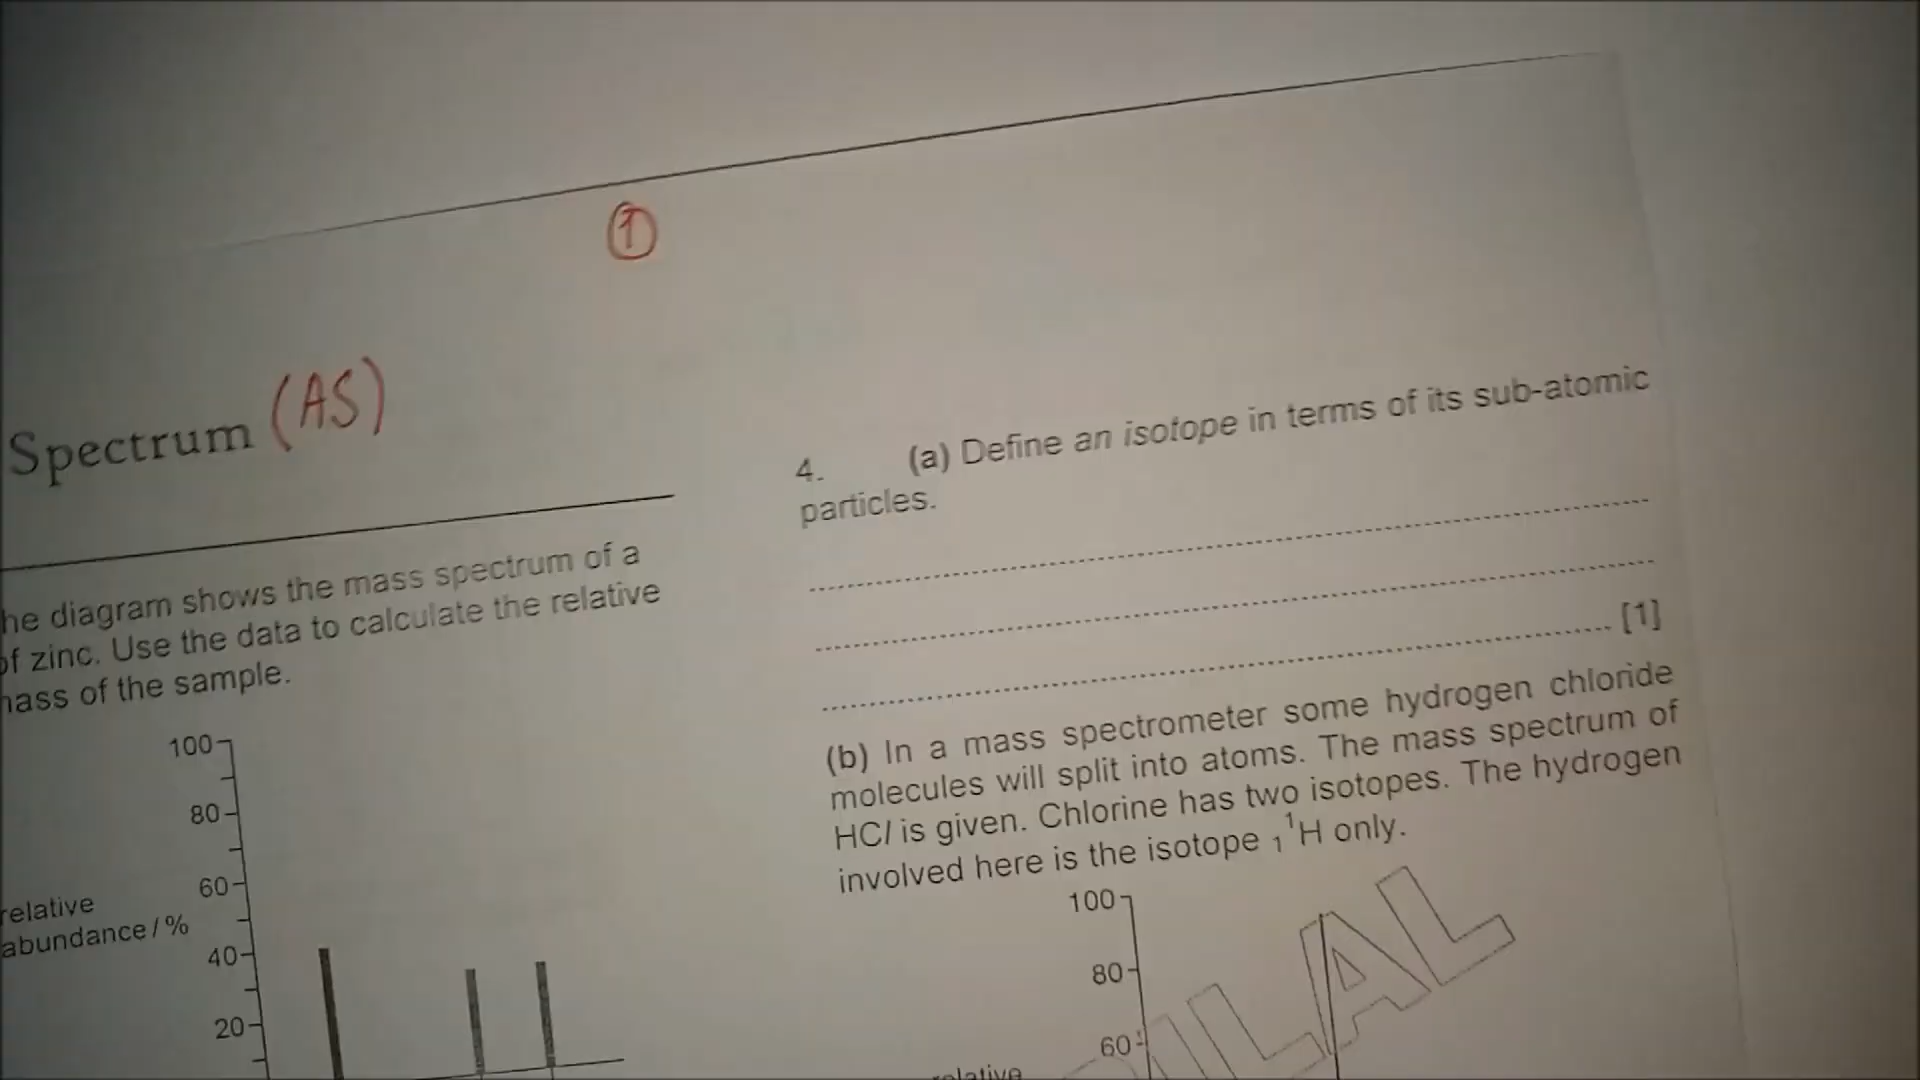 ①
Spectrum (AS)
he diagram shows the mass spectrum of a
of zinc. Use the data to calculate the relative
mass of the sample.
100
80
60
relative
abundance / %
40
20
4. (a) Define an isotope in terms of its sub-atomic
particles.
[1]
(b) In a mass spectrometer some hydrogen chloride
molecules will split into atoms. The mass spectrum of
HCl is given. Chlorine has two isotopes. The hydrogen
involved here is the isotope ₁¹H only.
100
80
60
relative